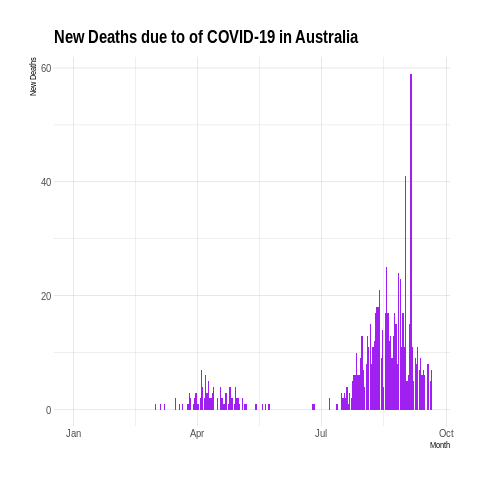 New Deaths due to of COVID-19 in Australia
New Deaths
60
40
20
0
Jan Apr Jul Oct
Month